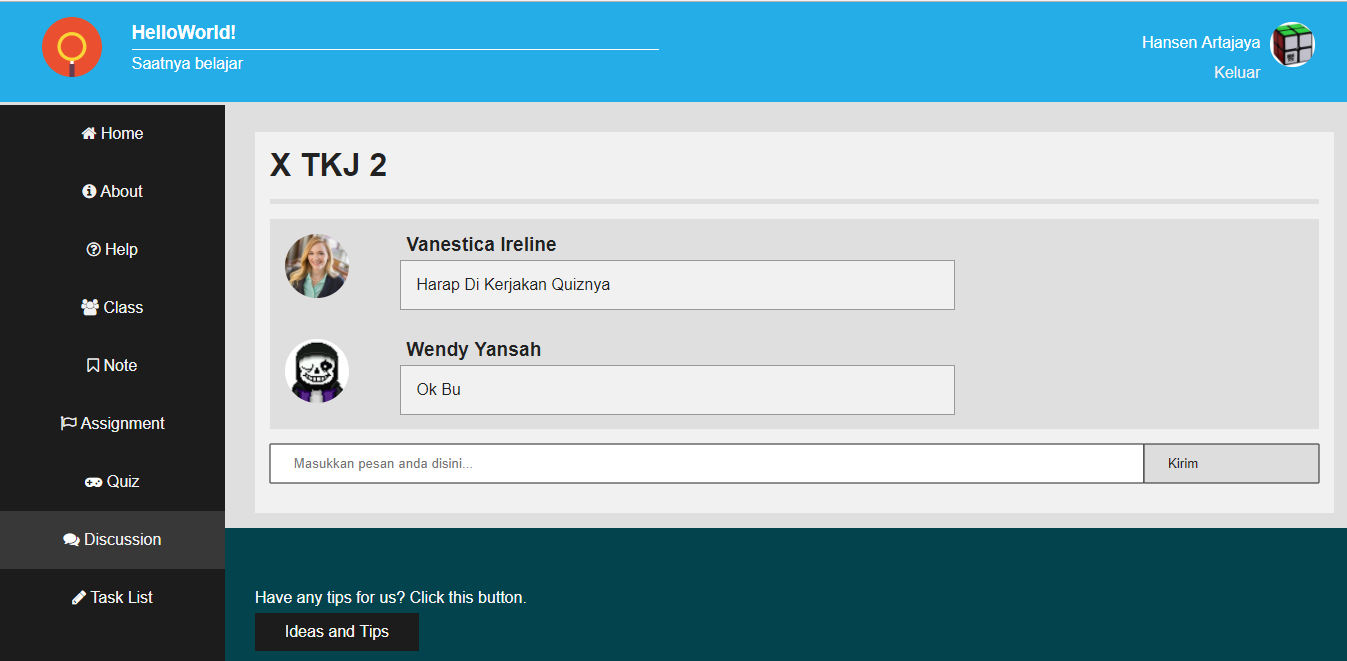 HelloWorld!
Saatnya belajar
Hansen Artajaya
Keluar
Home
About
Help
Class
Note
Assignment
Quiz
Discussion
Task List
X TKJ 2
Vanestica Ireline
Harap Di Kerjakan Quiznya
Wendy Yansah
Ok Bu
Masukkan pesan anda disini...
Kirim
Have any tips for us? Click this button.
Ideas and Tips